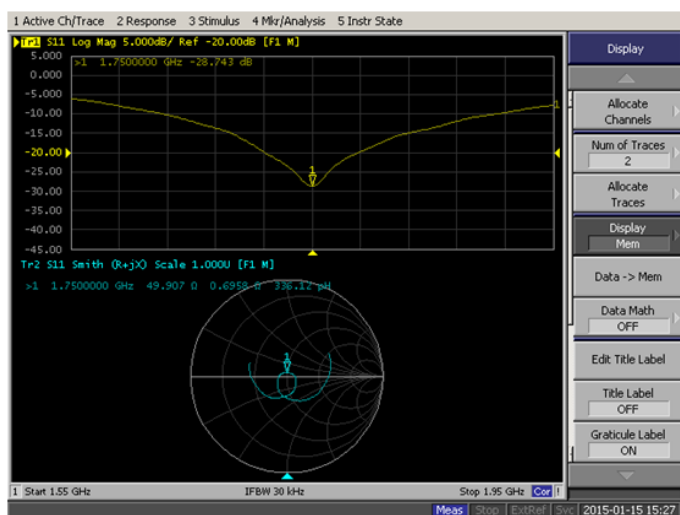 1 Active Ch/Trace 2 Response 3 Stimulus 4 Mkr/Analysis 5 Instr State
Tr1 S11 Log Mag 5.000dB/ Ref -20.00dB [F1 M]
5.000
>1 1.7500000 GHz -28.743 dB
0.000
-5.000
-10.00
1
-15.00
-20.00
1
-25.00
-30.00
-35.00
-40.00
-45.00
Tr2 S11 Smith (R+jX) Scale 1.000U [F1 M]
>1 1.7500000 GHz 49.907 Ω 0.6958 Ω pH
1
1 Start 1.55 GHz IFBW 30 kHz Stop 1.95 GHz Cor !
Display
Allocate
Channels
Num of Traces
2
Allocate
Traces
Display
Mem
Data -> Mem
Data Math
OFF
Edit Title Label
Title Label
OFF
Graticule Label
ON
Meas Stop ExtRef Svc 2015-01-15 15:27